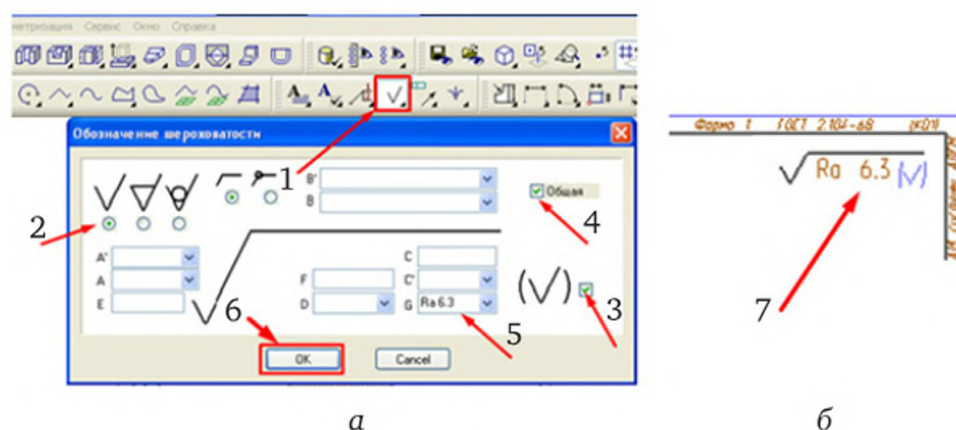 метризация Сервис Окно Справка
Обозначение шероховатости
1
B'
B
Общая
2
4
A'
A
E
C
F
C'
D
G Ra 6.3
(√)
3
6
5
OK
Cancel
а
Формо 1 ГОСТ 2.104-68
Ra 6.3 (√)
7
б